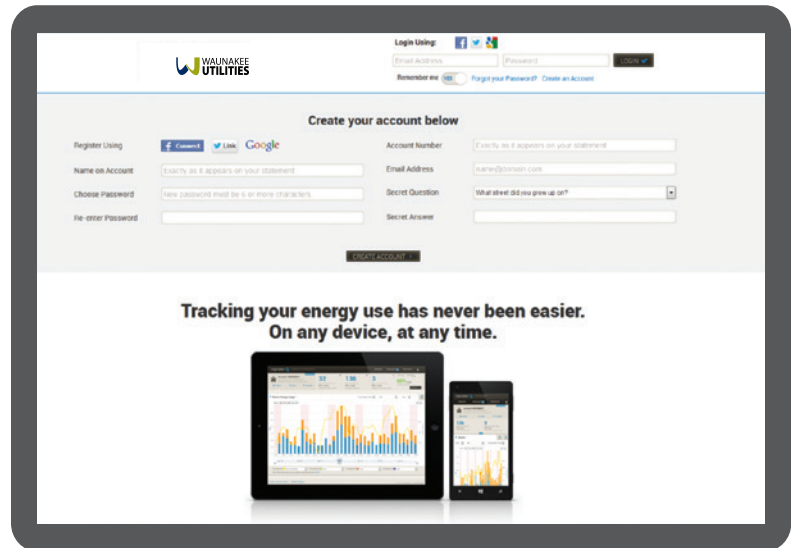 Login Using:
WAUNAKEE
UTILITIES
Email Address
Password
LOGIN
Remember me YES Forgot your Password? Create an Account
Create your account below
Register Using Connect Link Google
Account Number Exactly as it appears on your statement
Name on Account Exactly as it appears on your statement
Email Address name@domain.com
Choose Password New password must be 6 or more characters
Secret Question What street did you grow up on?
Re-enter Password
Secret Answer
CREATE ACCOUNT
Tracking your energy use has never been easier.
On any device, at any time.